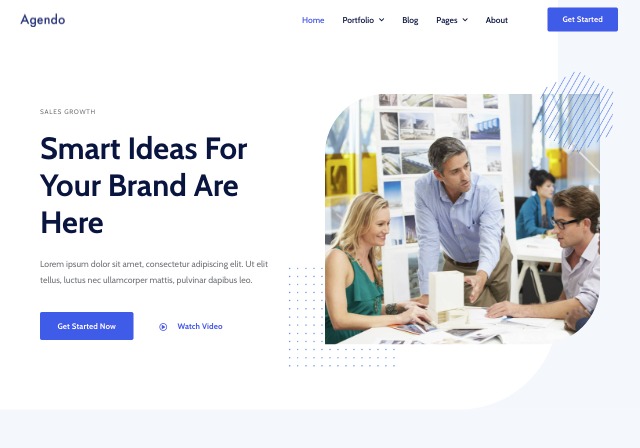 Agendo
Home Portfolio Blog Pages About Get Started
SALES GROWTH
Smart Ideas For
Your Brand Are
Here
Lorem ipsum dolor sit amet, consectetur adipiscing elit. Ut elit
tellus, luctus nec ullamcorper mattis, pulvinar dapibus leo.
Get Started Now Watch Video